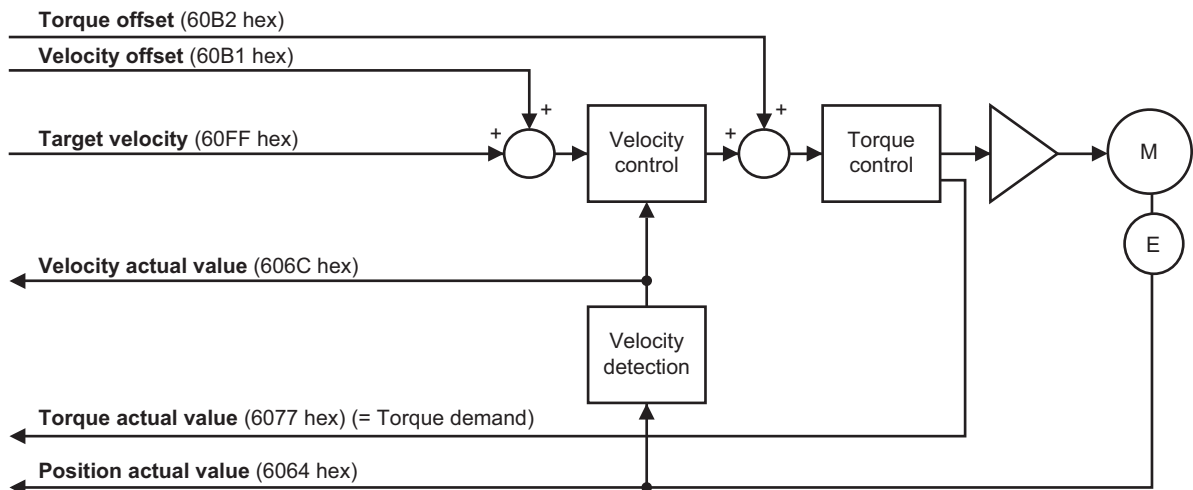 Torque offset (60B2 hex)
Velocity offset (60B1 hex)
+
+
Target velocity (60FF hex)
+
Velocity
control
+
Torque
control
M
E
Velocity actual value (606C hex)
Velocity
detection
Torque actual value (6077 hex) (= Torque demand)
Position actual value (6064 hex)